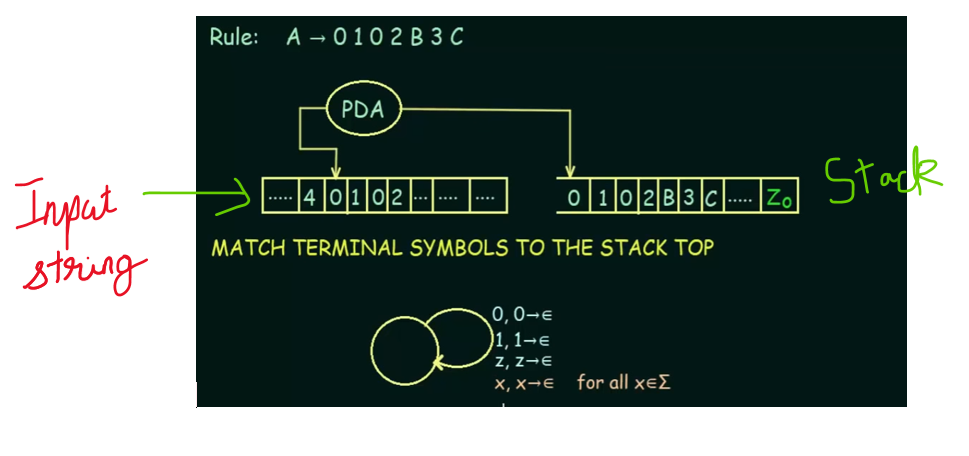 Rule: A → 0 1 0 2 B 3 C
PDA
Input string
..... 4 0 1 0 2 ... .... ....
0 1 0 2 B 3 C ..... Z₀
Stack
MATCH TERMINAL SYMBOLS TO THE STACK TOP
0, 0→∈
1, 1→∈
z, z→∈
x, x→∈ for all x∈Σ